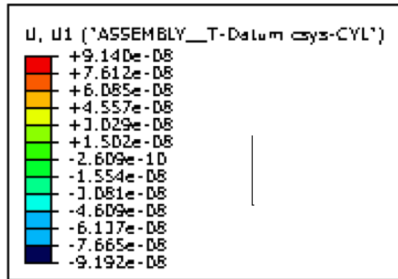 U, U1 ("ASSEMBLY__T-Datum csys-CYL")
+9.140e-08
+7.612e-08
+6.085e-08
+4.557e-08
+3.029e-08
+1.502e-08
-2.609e-10
-1.554e-08
-3.081e-08
-4.609e-08
-6.137e-08
-7.665e-08
-9.192e-08